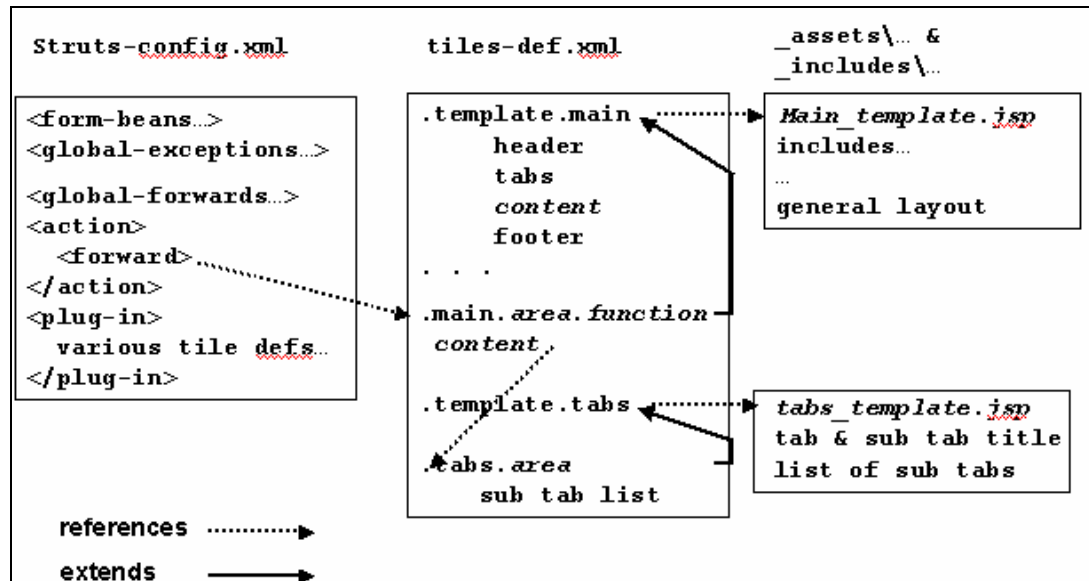 Struts-config.xml
<form-beans…>
<global-exceptions…>
<global-forwards…>
<action>
<forward>
</action>
<plug-in>
various tile defs…
</plug-in>
tiles-def.xml
.template.main
header
tabs
content
footer
. . .
.main.area.function
content
.template.tabs
.tabs.area
sub tab list
_assets\… &
_includes\…
Main_template.jsp
includes…
…
general layout
tabs_template.jsp
tab & sub tab title
list of sub tabs
references
extends